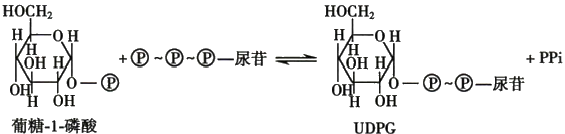 HOCH₂ HOCH₂
H O H H O H
H H
OH H + Ⓟ ~ Ⓟ ~ Ⓟ — 尿苷 ⇌ OH H + PPi
OH O — Ⓟ OH O — Ⓟ ~ Ⓟ — 尿苷
H OH H OH
葡糖-1-磷酸 UDPG